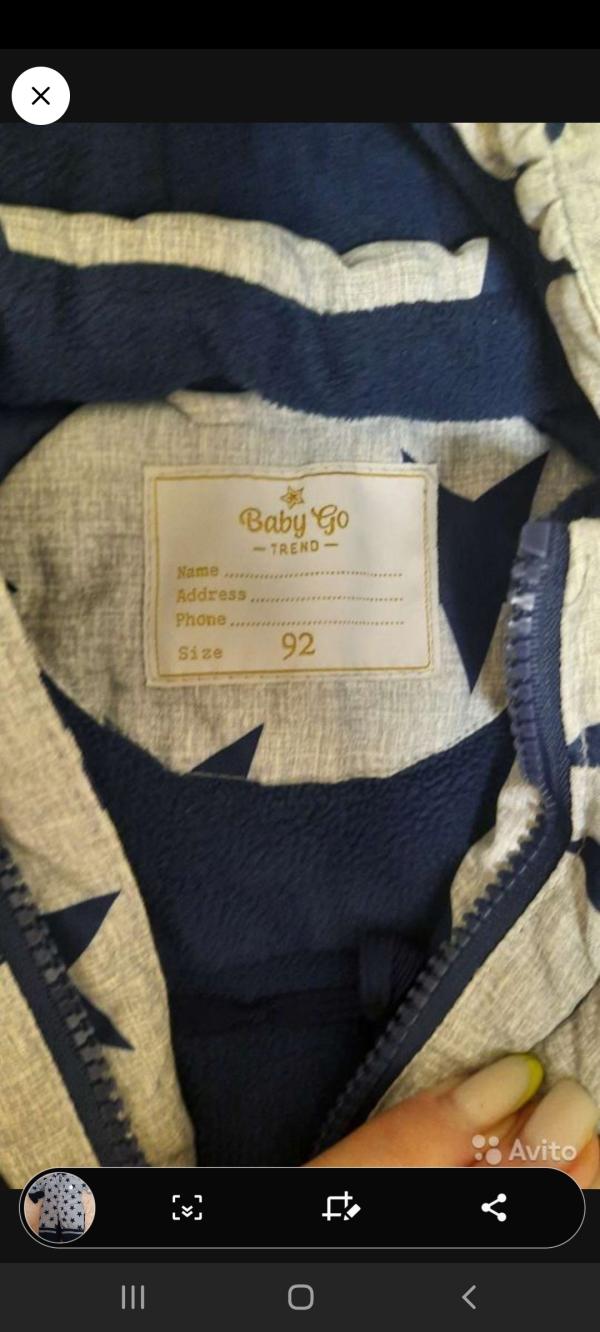 Baby Go
— TREND —
Name ........................................
Address ..................................
Phone ......................................
Size 92
Avito